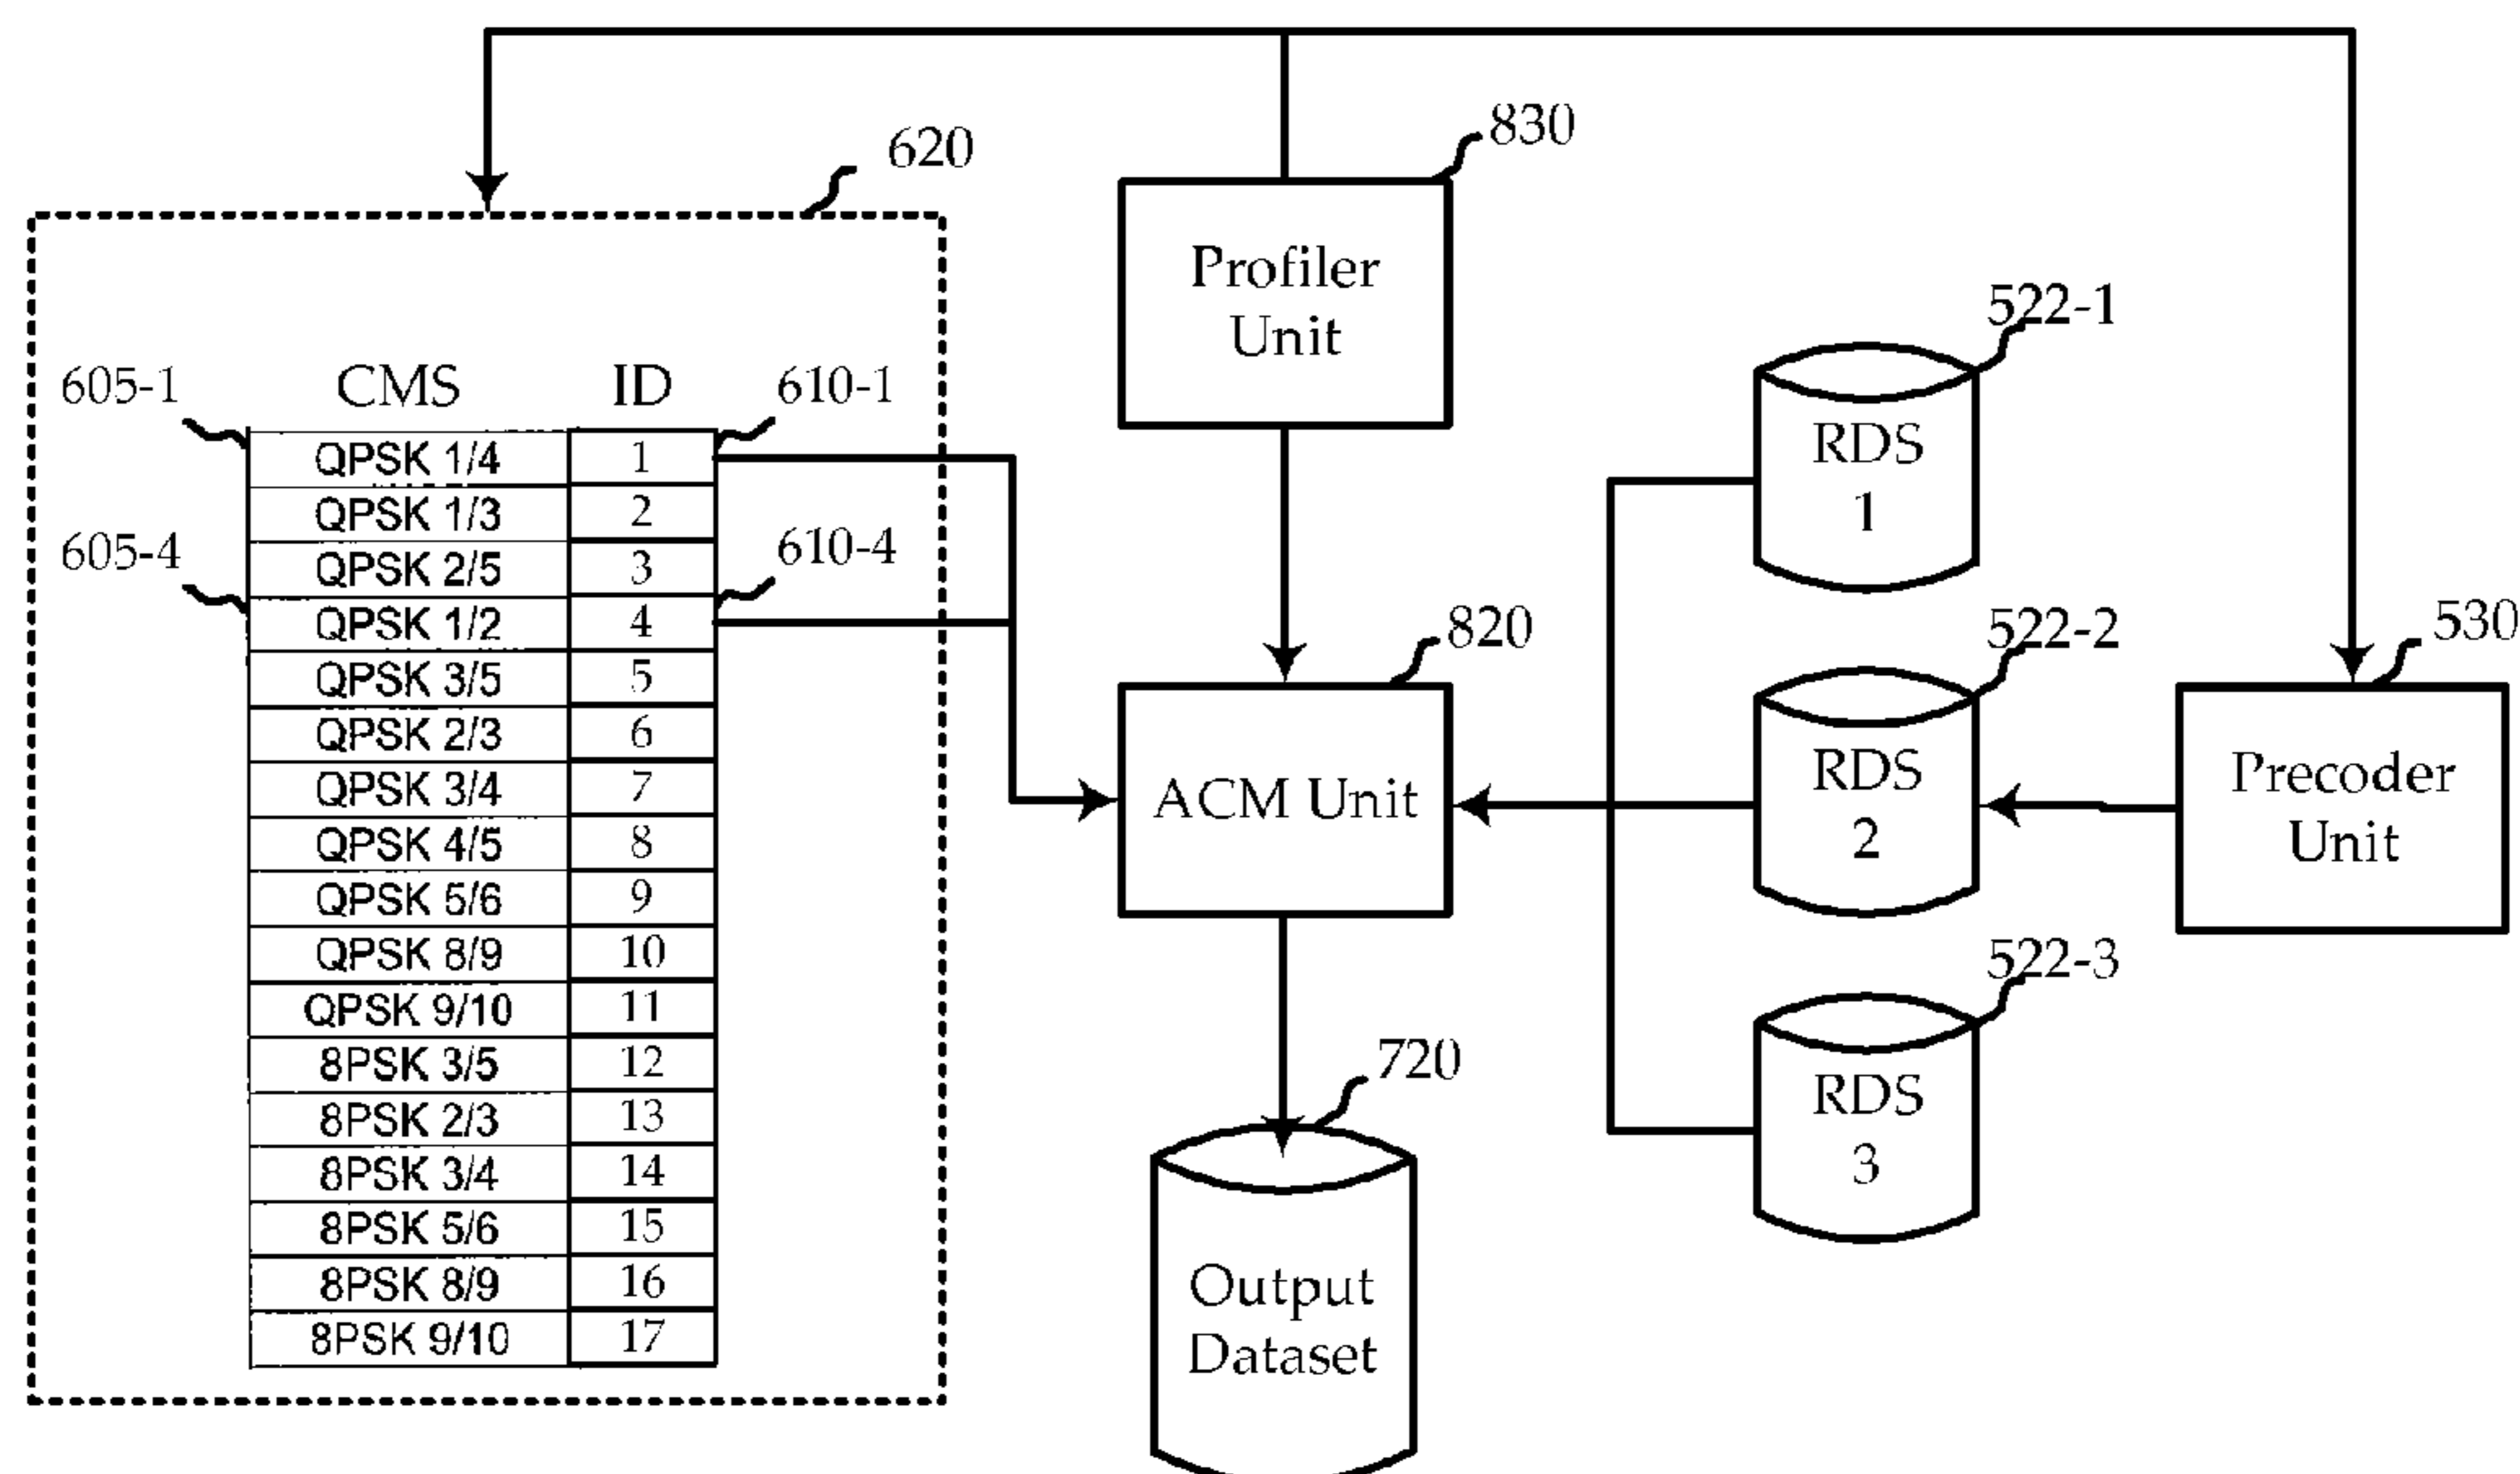 830
620
Profiler
Unit
522-1
605-1
CMS
ID
610-1
QPSK 1/4
1
QPSK 1/3
2
605-4
610-4
QPSK 2/5
3
QPSK 1/2
4
QPSK 3/5
5
QPSK 2/3
6
QPSK 3/4
7
QPSK 4/5
8
QPSK 5/6
9
QPSK 8/9
10
QPSK 9/10
11
8PSK 3/5
12
8PSK 2/3
13
8PSK 3/4
14
8PSK 5/6
15
8PSK 8/9
16
8PSK 9/10
17
820
ACM Unit
720
Output
Dataset
RDS
1
522-2
RDS
2
522-3
RDS
3
530
Precoder
Unit